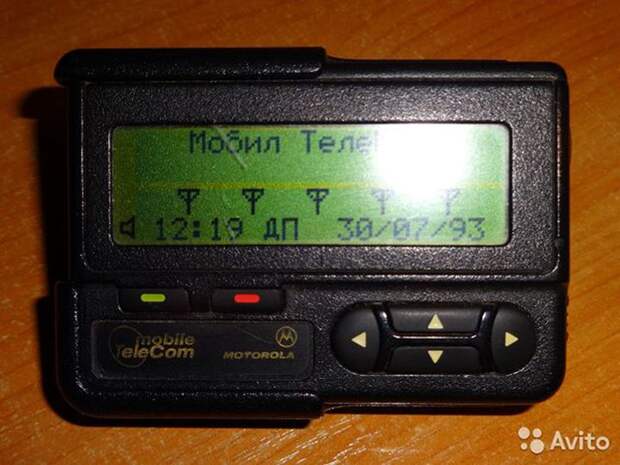 Мобил Теле
12:19 ДП 30/07/93
mobile
TeleCom
MOTOROLA
Avito